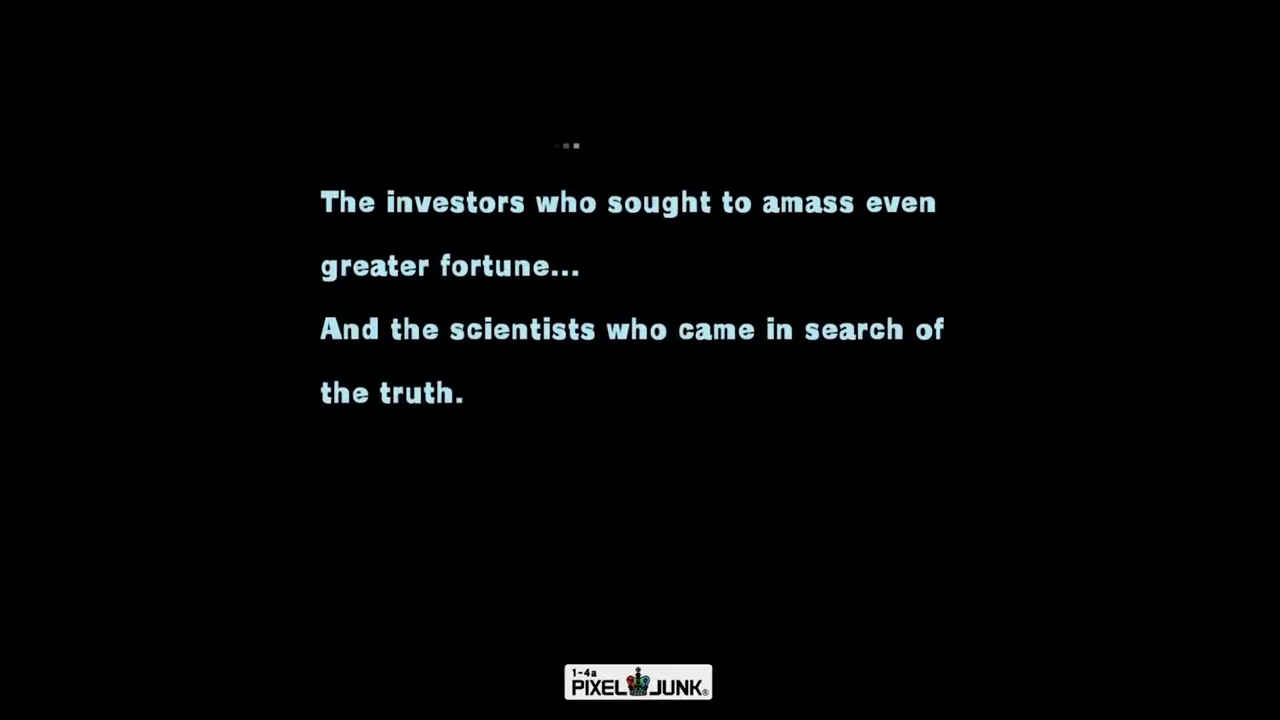 The investors who sought to amass even
greater fortune...
And the scientists who came in search of
the truth.
1-4a
PIXEL JUNK®